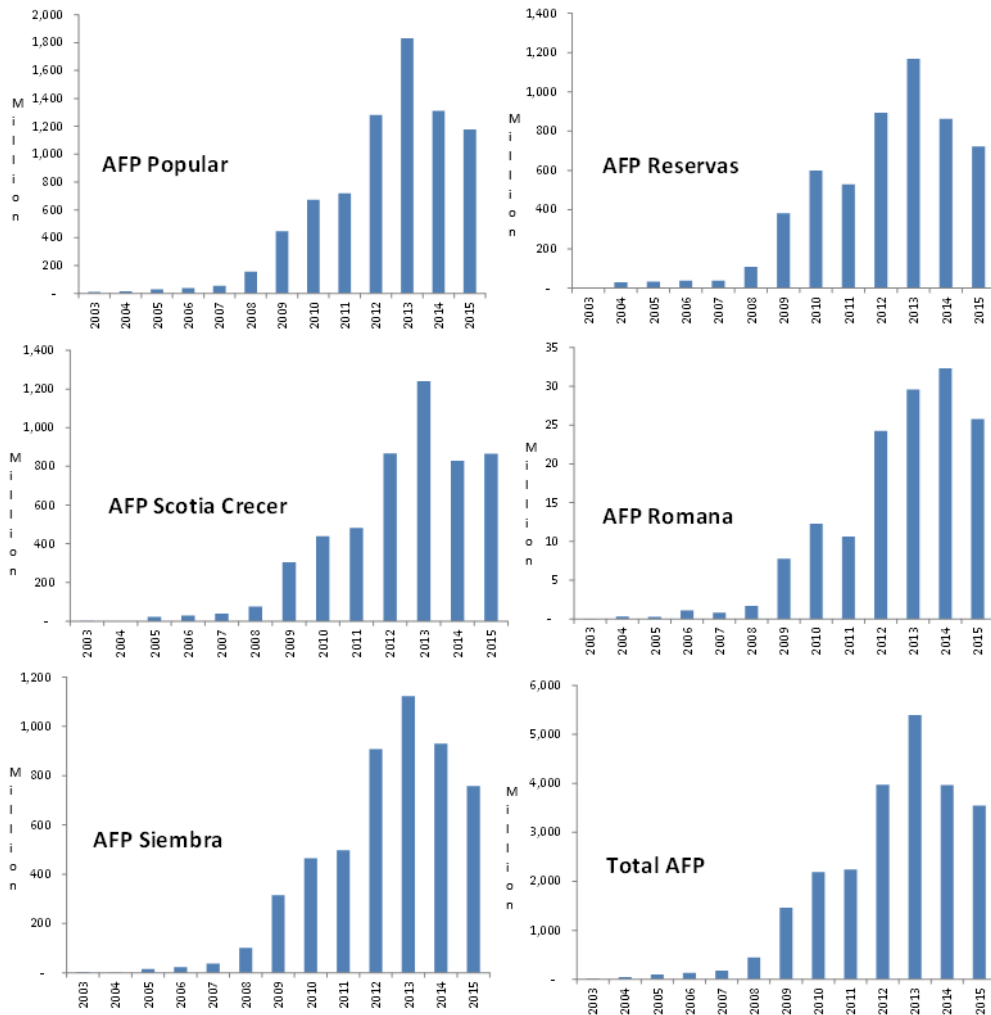 2,000
1,800
1,600
1,400
1,200
1,000
800
600
400
200
-
Million
AFP Popular
2003 2004 2005 2006 2007 2008 2009 2010 2011 2012 2013 2014 2015
1,400
1,200
1,000
800
600
400
200
-
Million
AFP Reservas
2003 2004 2005 2006 2007 2008 2009 2010 2011 2012 2013 2014 2015
1,400
1,200
1,000
800
600
400
200
-
Million
AFP Scotia Crecer
2003 2004 2005 2006 2007 2008 2009 2010 2011 2012 2013 2014 2015
35
30
25
20
15
10
5
-
Million
AFP Romana
2003 2004 2005 2006 2007 2008 2009 2010 2011 2012 2013 2014 2015
1,200
1,000
800
600
400
200
-
Million
AFP Siembra
2003 2004 2005 2006 2007 2008 2009 2010 2011 2012 2013 2014 2015
6,000
5,000
4,000
3,000
2,000
1,000
-
Million
Total AFP
2003 2004 2005 2006 2007 2008 2009 2010 2011 2012 2013 2014 2015